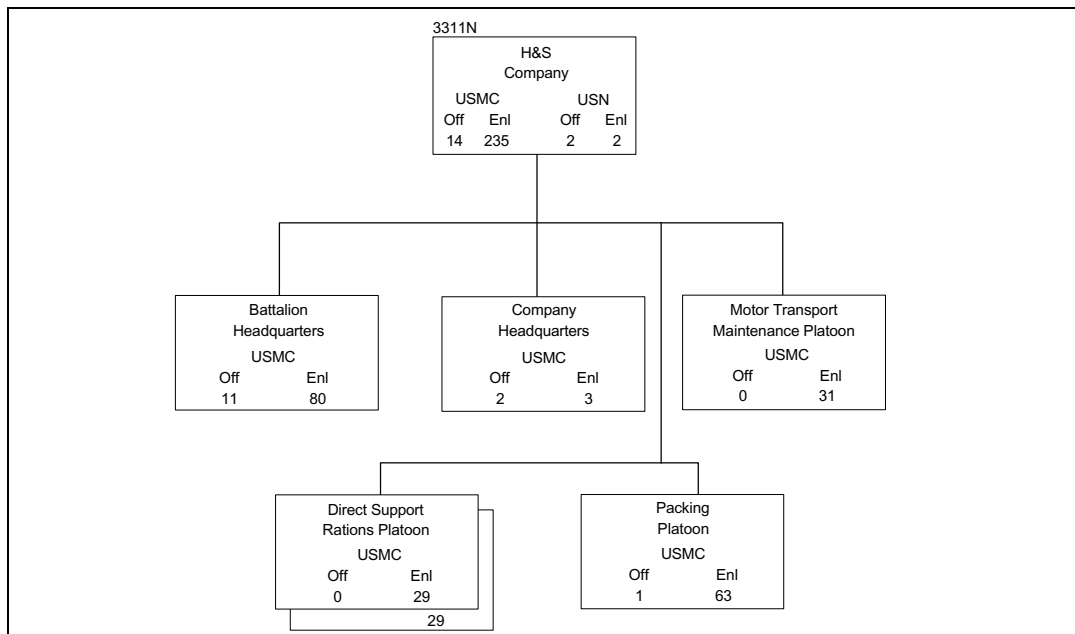 3311N
H&S
Company
USMC USN
Off Enl Off Enl
14 235 2 2
Battalion
Headquarters
USMC
Off Enl
11 80
Company
Headquarters
USMC
Off Enl
2 3
Motor Transport
Maintenance Platoon
USMC
Off Enl
0 31
Direct Support
Rations Platoon
USMC
Off Enl
0 29
29
Packing
Platoon
USMC
Off Enl
1 63